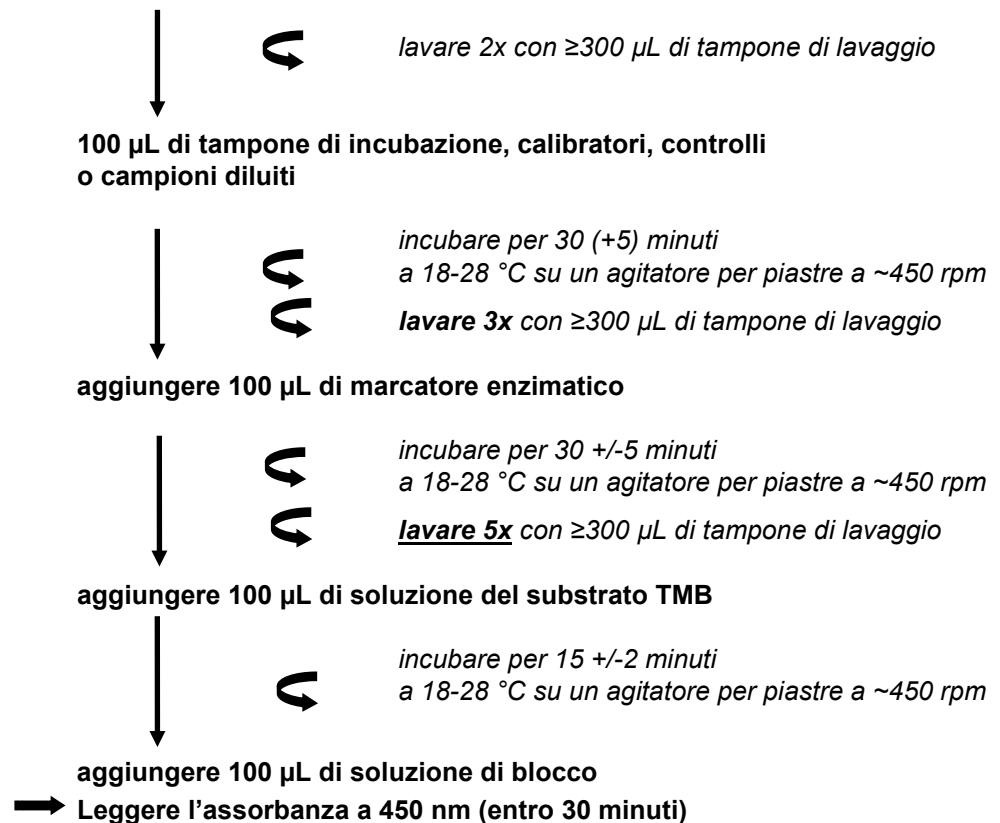 lavare 2x con ≥300 µL di tampone di lavaggio
100 µL di tampone di incubazione, calibratori, controlli
o campioni diluiti
incubare per 30 (+5) minuti
a 18-28 °C su un agitatore per piastre a ~450 rpm
lavare 3x con ≥300 µL di tampone di lavaggio
aggiungere 100 µL di marcatore enzimatico
incubare per 30 +/-5 minuti
a 18-28 °C su un agitatore per piastre a ~450 rpm
lavare 5x con ≥300 µL di tampone di lavaggio
aggiungere 100 µL di soluzione del substrato TMB
incubare per 15 +/-2 minuti
a 18-28 °C su un agitatore per piastre a ~450 rpm
aggiungere 100 µL di soluzione di blocco
Leggere l'assorbanza a 450 nm (entro 30 minuti)